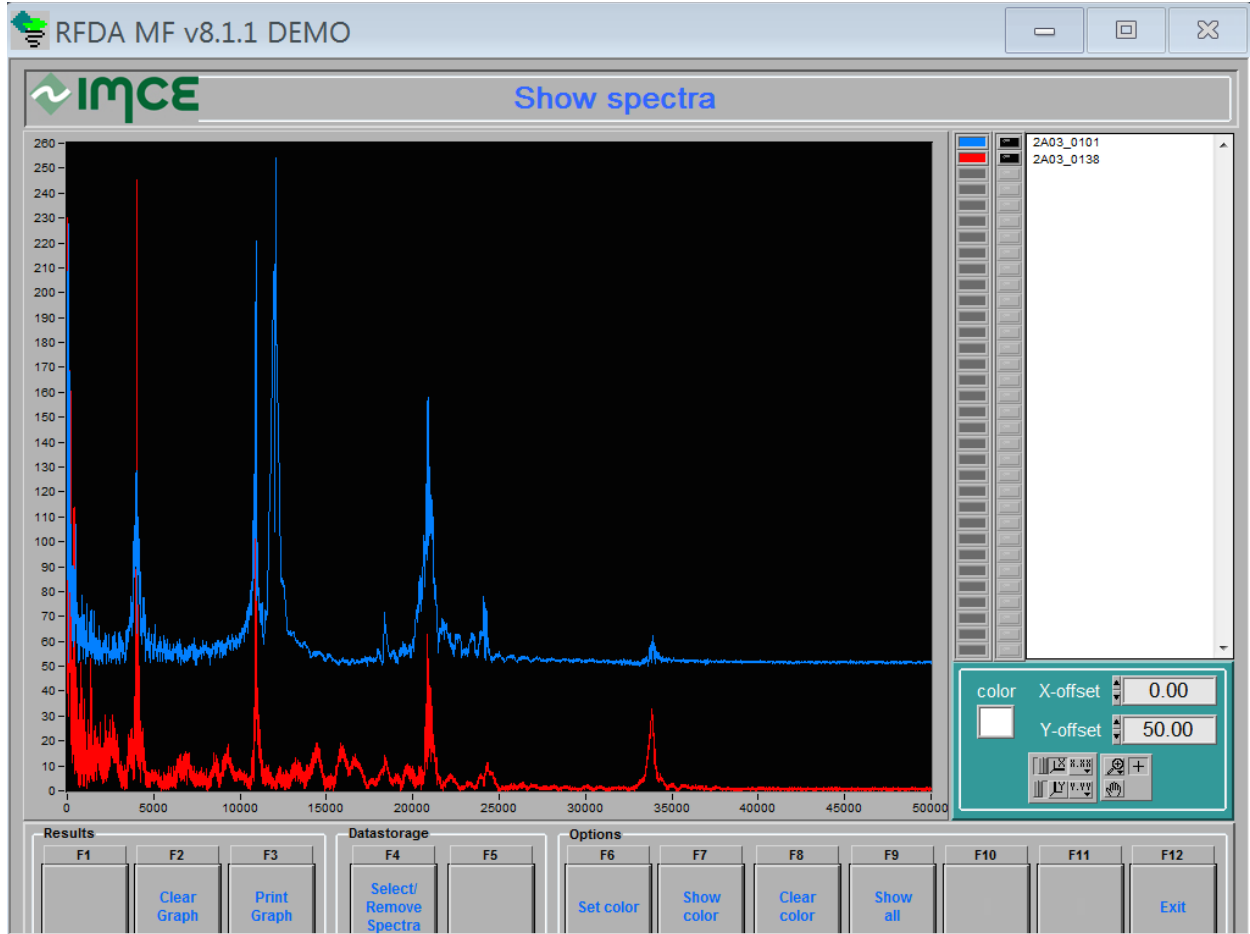 RFDA MF v8.1.1 DEMO
IMCE
Show spectra
260
250
240
230
220
210
200
190
180
170
160
150
140
130
120
110
100
90
80
70
60
50
40
30
20
10
0
0 5000 10000 15000 20000 25000 30000 35000 40000 45000 50000
2A03_0101
2A03_0138
color X-offset 0.00
Y-offset 50.00
X X.XX
Y Y.YY
Results Datastorage Options
F1 F2 F3 F4 F5 F6 F7 F8 F9 F10 F11 F12
Clear Graph
Print Graph
Select/ Remove Spectra
Set color
Show color
Clear color
Show all
Exit